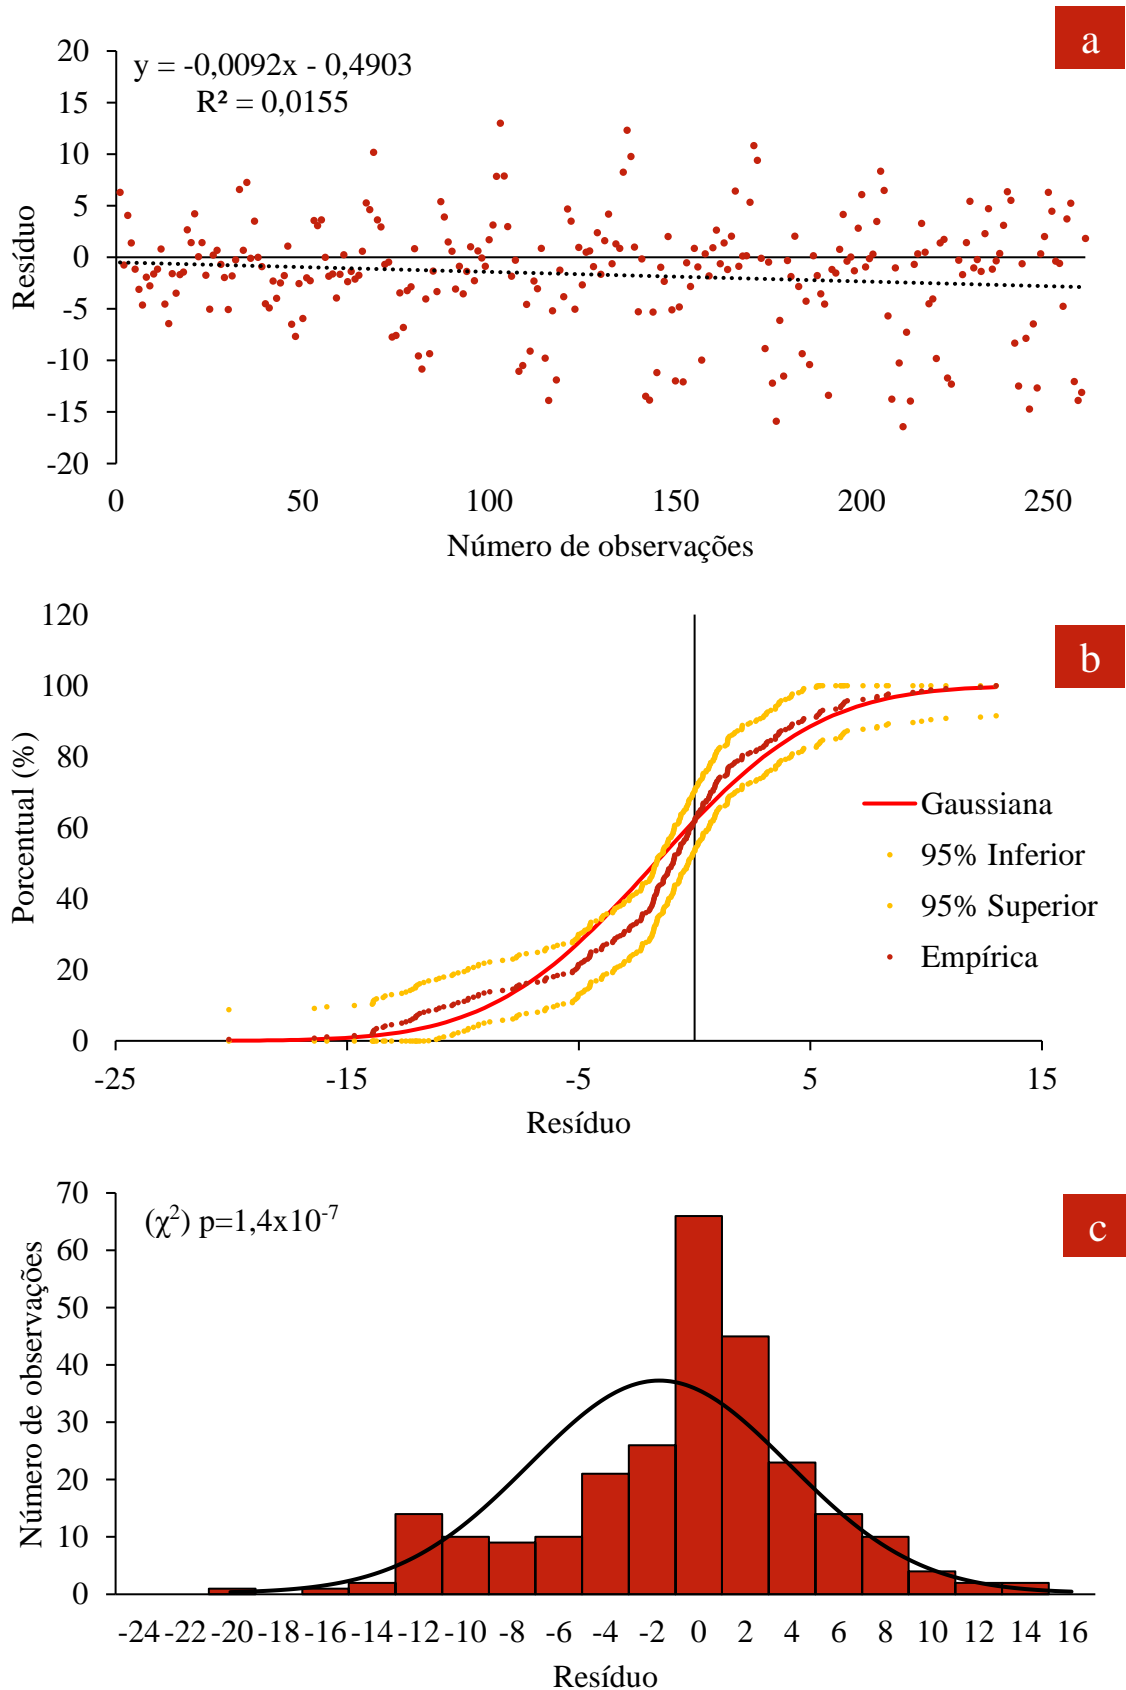 a
y = -0,0092x - 0,4903
R² = 0,0155
20
15
10
5
0
-5
-10
-15
-20
Resíduo
0 50 100 150 200 250
Número de observações
b
120
100
80
60
40
20
0
Porcentual (%)
Gaussiana
95% Inferior
95% Superior
Empírica
-25 -15 -5 5 15
Resíduo
c
(χ²) p=1,4x10⁻⁷
70
60
50
40
30
20
10
0
Número de observações
-24 -22 -20 -18 -16 -14 -12 -10 -8 -6 -4 -2 0 2 4 6 8 10 12 14 16
Resíduo